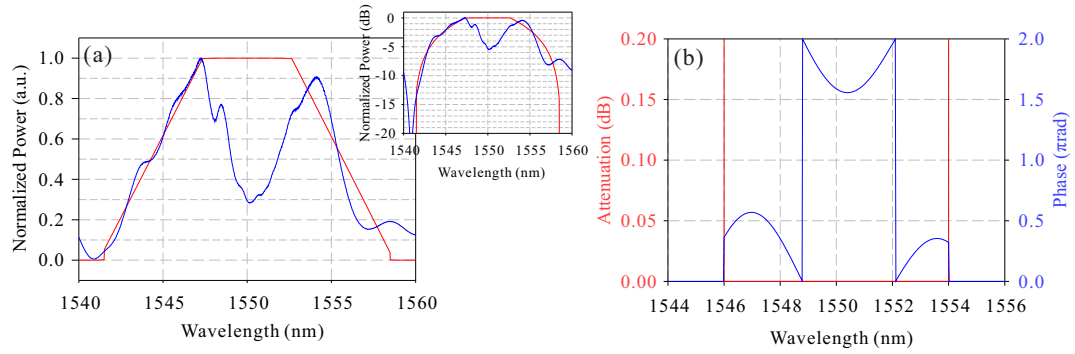 (a)
Normalized Power (a.u.)
1.0
0.8
0.6
0.4
0.2
0.0
1540 1545 1550 1555 1560
Wavelength (nm)
Normalized Power (dB)
0
-5
-10
-15
-20
1540 1547 1553 1560
Wavelength (nm)
(b)
Attenuation (dB)
0.20
0.15
0.10
0.05
0.00
1544 1546 1548 1550 1552 1554 1556
Wavelength (nm)
2.0
1.5
1.0
0.5
0.0
Phase (πrad)